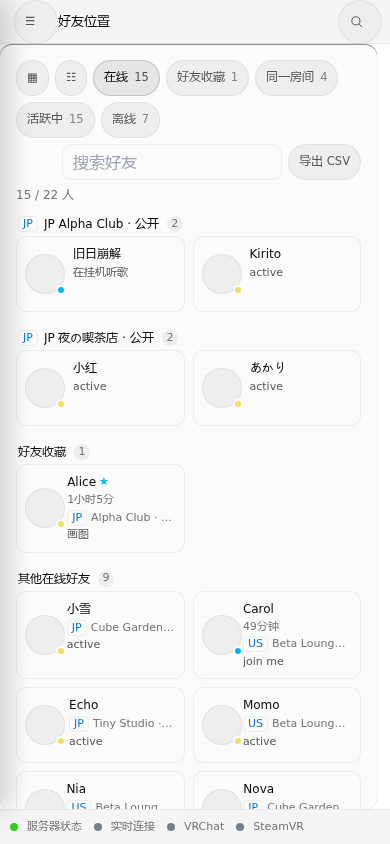 好友位置
在线 15 好友收藏 1 同一房间 4
活跃中 15 离线 7
搜索好友 导出 CSV
15 / 22 人
JP JP Alpha Club · 公开 2
旧日崩解
在挂机听歌
Kirito
active
JP JP 夜の喫茶店 · 公开 2
小红
active
あかり
active
好友收藏 1
Alice ★
1小时5分
JP Alpha Club · ...
画图
其他在线好友 9
小雪
JP Cube Garden...
active
Carol
49分钟
US Beta Loung...
join me
Echo
JP Tiny Studio ·...
active
Momo
US Beta Loung...
active
Nia
US Beta Loung...
Nova
JP Cube Garden...
服务器状态 实时连接 VRChat SteamVR